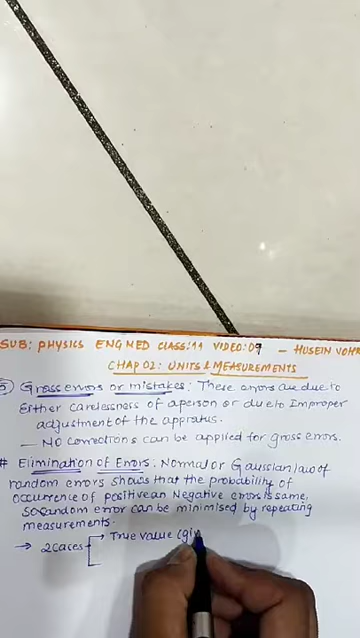 SUB: PHYSICS ENG MED CLASS: 11 VIDEO: 09 - HUSEIN VOHR
CHAP 02: UNITS & MEASUREMENTS
5) Gross errors or mistakes: These errors are due to
Either carelessness of a person or due to Improper
adjustment of the apparatus.
- NO corrections can be applied for gross errors.
# Elimination of Errors: Normal or Gaussian law of
random errors shows that the probability of
occurrence of positive an Negative errors is same,
So random error can be minimised by repeating
measurements.
→ 2 Cases → True value (giv